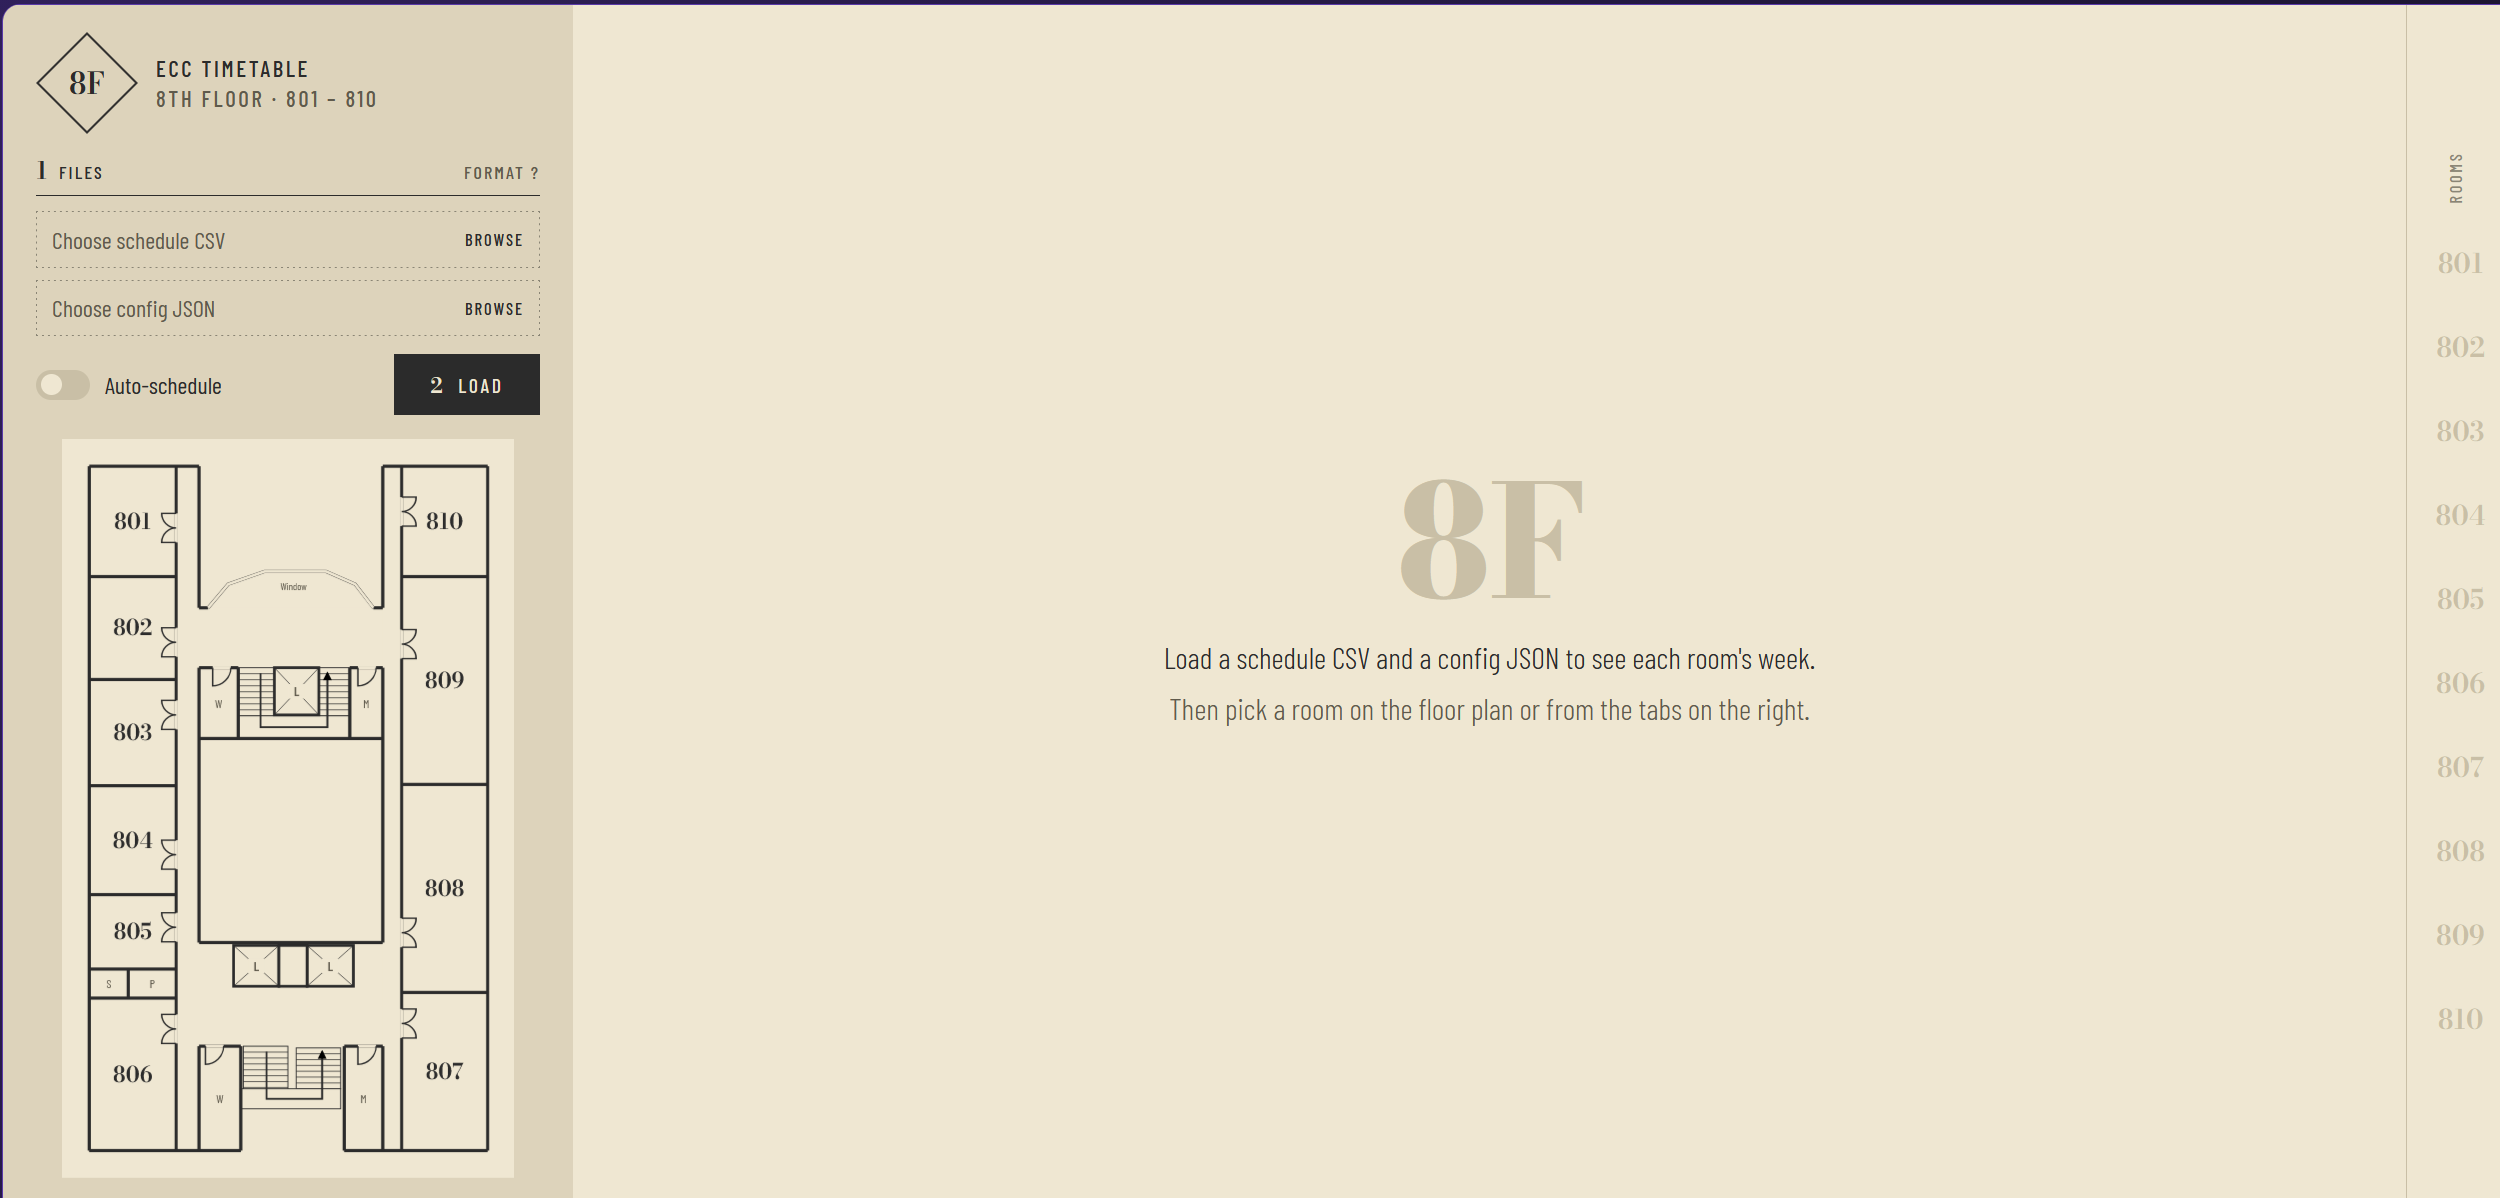 8F
ECC TIMETABLE
8TH FLOOR · 801 – 810
1 FILES
FORMAT ?
Choose schedule CSV
BROWSE
Choose config JSON
BROWSE
Auto-schedule
2 LOAD
801
810
Window
802
809
W
L
M
803
804
808
805
L
L
S
P
806
807
W
M
8F
Load a schedule CSV and a config JSON to see each room's week.
Then pick a room on the floor plan or from the tabs on the right.
ROOMS
801
802
803
804
805
806
807
808
809
810